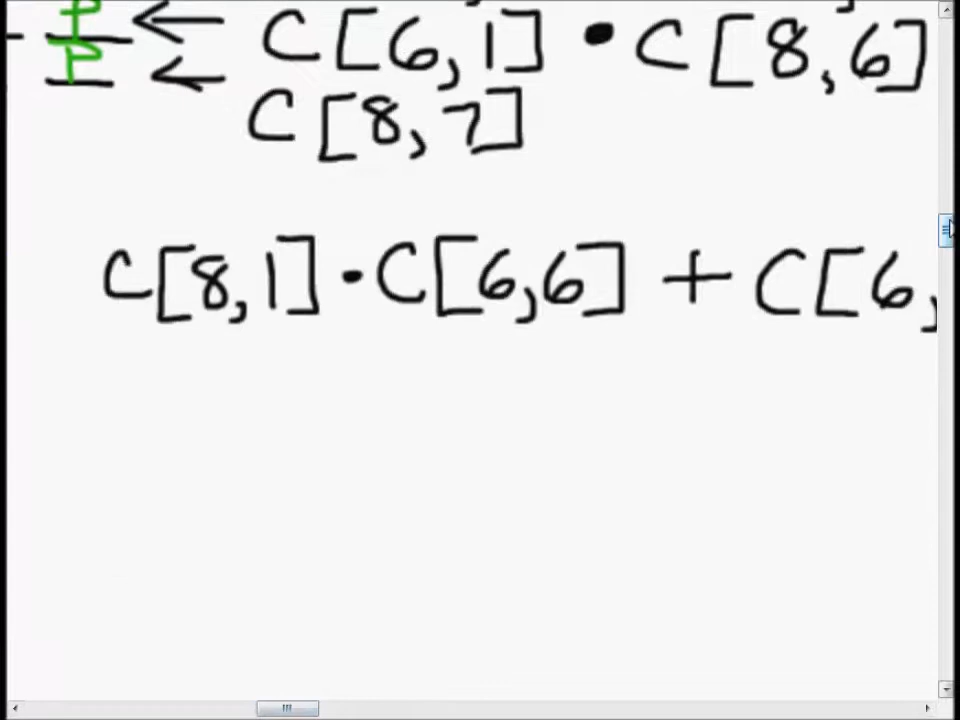 P ← C[6,1] • C[8,6]
P ← C[8,7]
C[8,1] • C[6,6] + C[6,